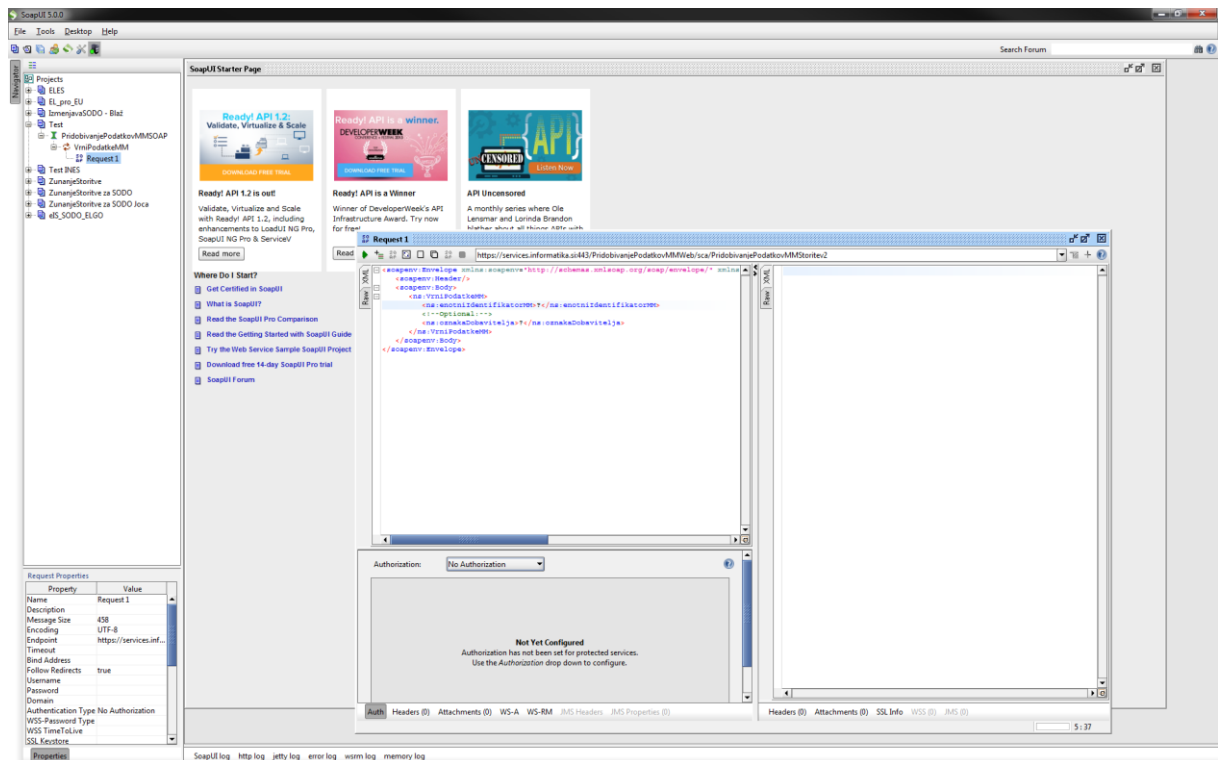 SoapUI 5.0.0
File Tools Desktop Help
Search Forum
Navigator
Projects
ELES
EL_pro_EU
IzmenjavaSODO - Blaž
Test
PridobivanjePodatkovMMSOAP
VrniPodatkeMM
Request 1
Test INES
ZunanjeStoritve
ZunanjeStoritve za SODO
ZunanjeStoritve za SODO Joca
eIS_SODO_ELGO
SoapUI Starter Page
Ready! API 1.2:
Validate, Virtualize & Scale
DOWNLOAD FREE TRIAL
Ready! API is out!
Validate, Virtualize and Scale
with Ready! API 1.2, including
enhancements to LoadUI NG Pro,
SoapUI NG Pro & ServiceV
Read more
Ready! API is a winner.
DEVELOPERWEEK
DOWNLOAD FREE TRIAL
Ready! API is a Winner
Winner of DeveloperWeek's API
Infrastructure Award. Try now
for free!
Read
{API}
CENSORED
Listen Now
API Uncensored
A monthly series where Ole
Lensmar and Lorinda Brandon
blather about all things APIs with
Where Do I Start?
Get Certified in SoapUI
What is SoapUI?
Read the SoapUI Pro Comparison
Read the Getting Started with SoapUI Guide
Try the Web Service Sample SoapUI Project
Download free 14-day SoapUI Pro trial
SoapUI Forum
Request 1
https://services.informatika.si:443/PridobivanjePodatkovMMWeb/sca/PridobivanjePodatkovMMStoritev2
XML
Raw
<soapenv:Envelope xmlns:soapenv="http://schemas.xmlsoap.org/soap/envelope/" xmlns
<soapenv:Header/>
<soapenv:Body>
<ns:VrniPodatkeMM>
<ns:enotniIdentifikatorMM>?</ns:enotniIdentifikatorMM>
<!--Optional:-->
<ns:oznakaDobavitelja>?</ns:oznakaDobavitelja>
</ns:VrniPodatkeMM>
</soapenv:Body>
</soapenv:Envelope>
XML
Raw
Authorization: No Authorization
Not Yet Configured
Authorization has not been set for protected services.
Use the Authorization drop down to configure.
Auth Headers (0) Attachments (0) WS-A WS-RM JMS Headers JMS Properties (0)
Headers (0) Attachments (0) SSL Info WSS (0) JMS (0)
5 : 37
Request Properties
Property Value
Name Request 1
Description
Message Size 458
Encoding UTF-8
Endpoint https://services.inf...
Timeout
Bind Address
Follow Redirects true
Username
Password
Domain
Authentication Type No Authorization
WSS-Password Type
WSS TimeToLive
SSL Keystore
Properties
SoapUI log http log jetty log error log wsrm log memory log